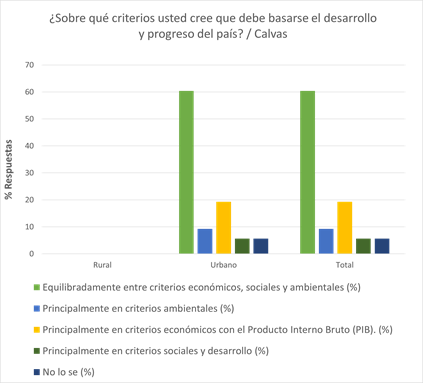 ¿Sobre qué criterios usted cree que debe basarse el desarrollo
y progreso del país? / Calvas
70
60
50
40
30
20
10
0
% Respuestas
Rural
Urbano
Total
Equilibradamente entre criterios económicos, sociales y ambientales (%)
Principalmente en criterios ambientales (%)
Principalmente en criterios económicos con el Producto Interno Bruto (PIB). (%)
Principalmente en criterios sociales y desarrollo (%)
No lo se (%)